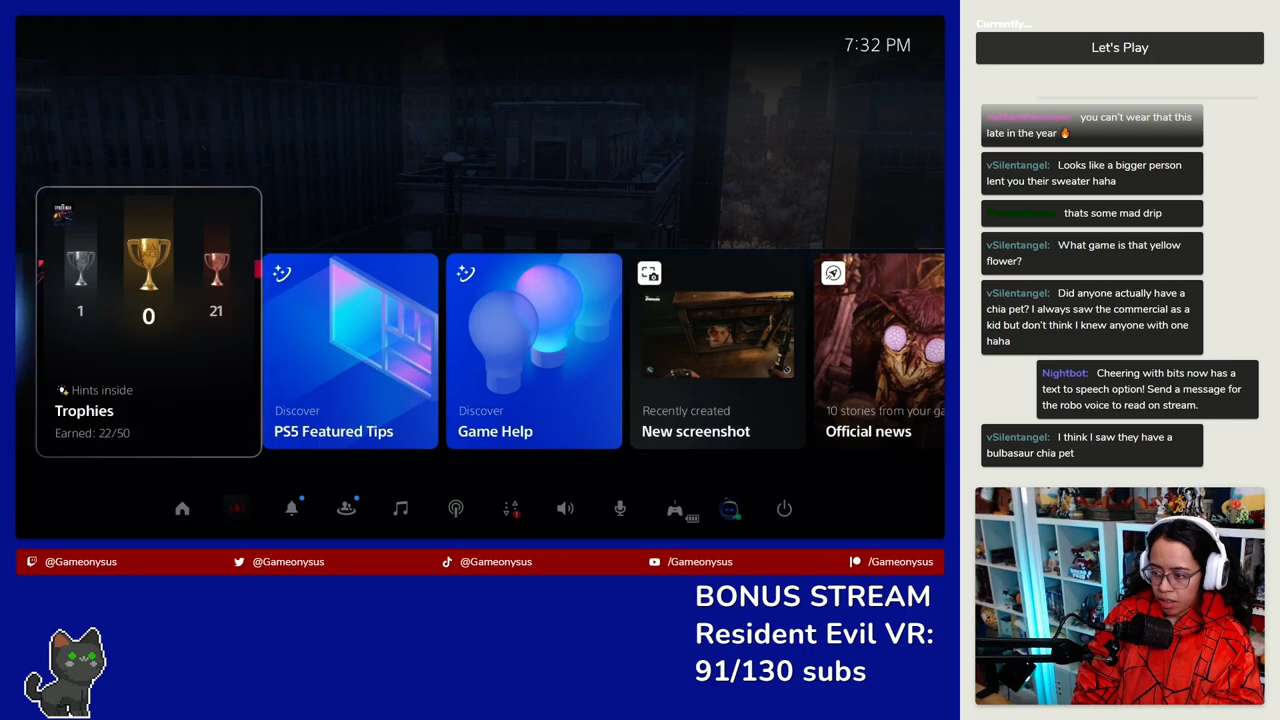 7:32 PM
1
0
21
Hints inside
Trophies
Earned: 22/50
Discover
PS5 Featured Tips
Discover
Game Help
Recently created
New screenshot
10 stories from your ga
Official news
@Gameonysus
@Gameonysus
@Gameonysus
/Gameonysus
/Gameonysus
BONUS STREAM
Resident Evil VR:
91/130 subs
Currently...
Let's Play
you can't wear that this
late in the year 🔥
vSilentangel: Looks like a bigger person
lent you their sweater haha
thats some mad drip
vSilentangel: What game is that yellow
flower?
vSilentangel: Did anyone actually have a
chia pet? I always saw the commercial as a
kid but don't think I knew anyone with one
haha
Nightbot: Cheering with bits now has a
text to speech option! Send a message for
the robo voice to read on stream.
vSilentangel: I think I saw they have a
bulbasaur chia pet